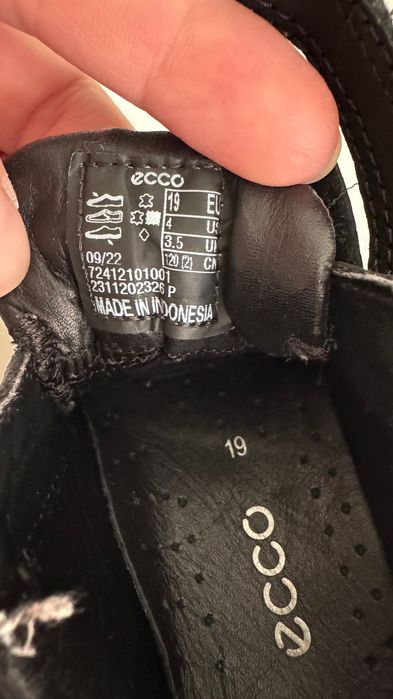 ecco
19 EU
4 US
3.5 UK
120 (2) CN
09/22
72412101001
2311202326 P
MADE IN INDONESIA
19
ecco